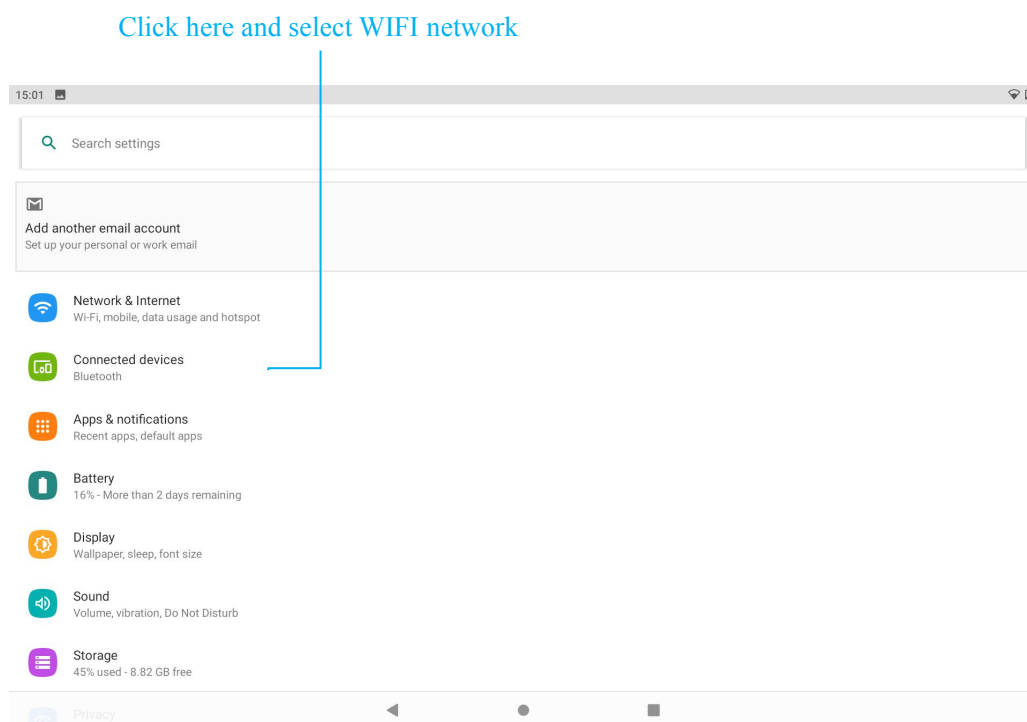 Click here and select WIFI network
15:01
Search settings
Add another email account
Set up your personal or work email
Network & Internet
Wi-Fi, mobile, data usage and hotspot
Connected devices
Bluetooth
Apps & notifications
Recent apps, default apps
Battery
16% - More than 2 days remaining
Display
Wallpaper, sleep, font size
Sound
Volume, vibration, Do Not Disturb
Storage
45% used - 8.82 GB free
Privacy